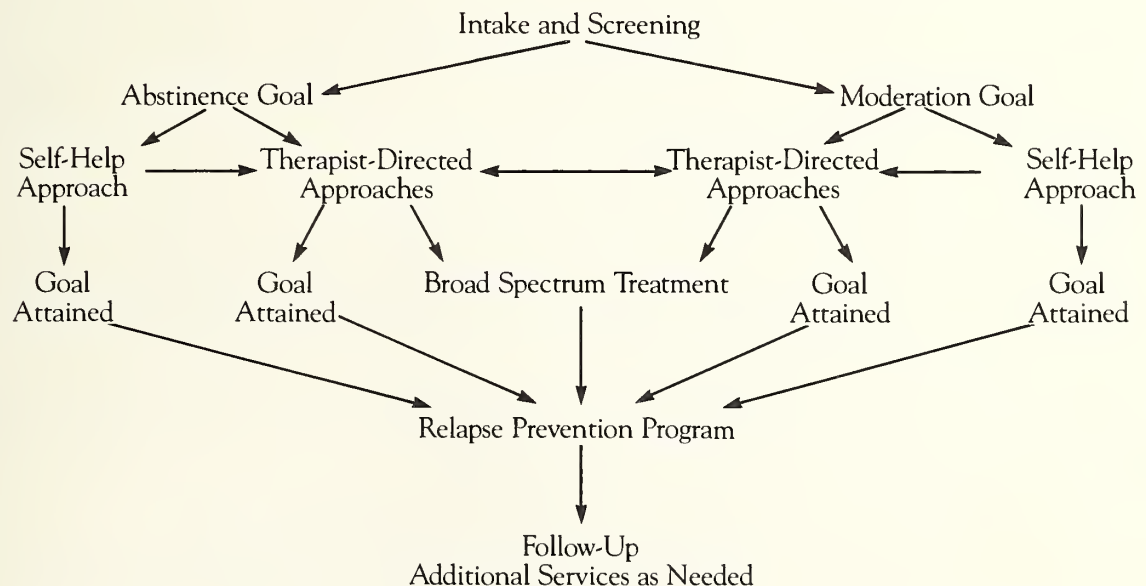 Intake and Screening
Abstinence Goal
Moderation Goal
Self-Help
Approach
Therapist-Directed
Approaches
Therapist-Directed
Approaches
Self-Help
Approach
Goal
Attained
Goal
Attained
Broad Spectrum Treatment
Goal
Attained
Goal
Attained
Relapse Prevention Program
Follow-Up
Additional Services as Needed